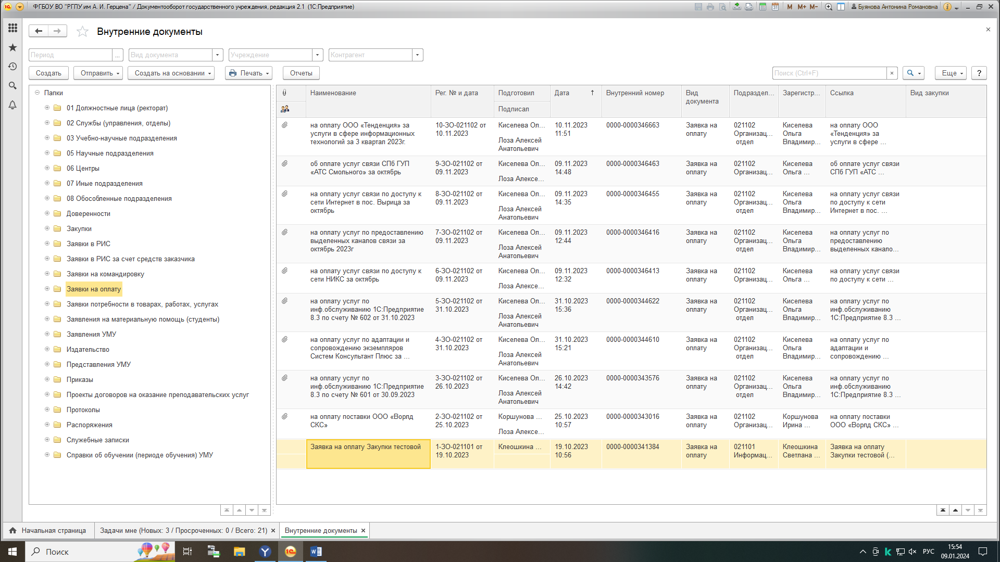 ФГБОУ ВО "РГПУ им А. И. Герцена" / Документооборот государственного учреждения, редакция 2.1 (1С:Предприятие)
M M+ M-
Буянова Антонина Романовна
Внутренние документы
Период ...
Вид документа
Учреждение
Контрагент
Создать
Отправить
Создать на основании
Печать
Отчеты
Поиск (Ctrl+F)
Еще
?
Папки
01 Должностные лица (ректорат)
02 Службы (управления, отделы)
03 Учебно-научные подразделения
05 Научные подразделения
06 Центры
07 Иные подразделения
08 Обособленные подразделения
Доверенности
Закупки
Заявки в РИС
Заявки в РИС за счет средств заказчика
Заявки на командировку
Заявки на оплату
Заявки потребности в товарах, работах, услугах
Заявления на материальную помощь (студенты)
Заявления УМУ
Издательство
Представления УМУ
Приказы
Проекты договоров на оказание преподавательских услуг
Протоколы
Распоряжения
Служебные записки
Справки об обучении (периоде обучения) УМУ
Наименование
Рег. № и дата
Подготовил
Подписал
Дата ↑
Внутренний номер
Вид
документа
Подраздел...
Зарегистр...
Ссылка
Вид закупки
на оплату ООО «Тенденция» за
услуги в сфере информационных
технологий за 3 квартал 2023г.
10-ЗО-021102 от
10.11.2023
Киселева Ол...
Лоза Алексей
Анатольевич
10.11.2023
11:51
0000-0000346663
Заявка на
оплату
021102
Организац...
отдел
Киселева
Ольга
Владимир...
на оплату ООО
«Тенденция» за
услуги в сфере ...
об оплате услуг связи СПб ГУП
«АТС Смольного» за октябрь
9-ЗО-021102 от
09.11.2023
Киселева Ол...
Лоза Алексе...
09.11.2023
14:48
0000-0000346463
Заявка на
оплату
021102
Организац...
Киселева
Ольга ...
об оплате услуг связи
СПб ГУП «АТС ...
на оплату услуг связи по доступу к
сети Интернет в пос. Вырица за
октябрь
8-ЗО-021102 от
09.11.2023
Киселева Ол...
Лоза Алексей
Анатольевич
09.11.2023
14:35
0000-0000346455
Заявка на
оплату
021102
Организац...
отдел
Киселева
Ольга
Владимир...
на оплату услуг связи
по доступу к сети
Интернет в пос. ...
на оплату услуг по предоставлению
выделенных каналов связи за
октябрь 2023г
7-ЗО-021102 от
09.11.2023
Киселева Ол...
Лоза Алексей
Анатольевич
09.11.2023
12:44
0000-0000346416
Заявка на
оплату
021102
Организац...
отдел
Киселева
Ольга
Владимир...
на оплату услуг по
предоставлению
выделенных канало...
на оплату услуг связи по доступу к
сети НИКС за октябрь
6-ЗО-021102 от
09.11.2023
Киселева Ол...
Лоза Алексе...
09.11.2023
12:32
0000-0000346413
Заявка на
оплату
021102
Организац...
Киселева
Ольга ...
на оплату услуг связи
по доступу к сети ...
на оплату услуг по
инф.обслуживанию 1С:Предприятие
8.3 по счету № 602 от 31.10.2023
5-ЗО-021102 от
31.10.2023
Киселева Ол...
Лоза Алексей
Анатольевич
31.10.2023
15:36
0000-0000344622
Заявка на
оплату
021102
Организац...
отдел
Киселева
Ольга
Владимир...
на оплату услуг по
инф.обслуживанию
1С:Предприятие 8.3 ...
на оплату услуг по адаптации и
сопровождению экземпляров
Систем Консультант Плюс за ...
4-ЗО-021102 от
31.10.2023
Киселева Ол...
Лоза Алексей
Анатольевич
31.10.2023
15:21
0000-0000344610
Заявка на
оплату
021102
Организац...
отдел
Киселева
Ольга
Владимир...
на оплату услуг по
адаптации и
сопровождению ...
на оплату услуг по
инф.обслуживанию 1С:Предприятие
8.3 по счету № 601 от 30.09.2023
3-ЗО-021102 от
26.10.2023
Киселева Ол...
Лоза Алексей
Анатольевич
26.10.2023
14:42
0000-0000343576
Заявка на
оплату
021102
Организац...
отдел
Киселева
Ольга
Владимир...
на оплату услуг по
инф.обслуживанию
1С:Предприятие 8.3 ...
на оплату поставки ООО «Ворлд
СКС»
2-ЗО-021102 от
25.10.2023
Коршунова ...
Лоза Алексе...
25.10.2023
10:57
0000-0000343016
Заявка на
оплату
021102
Организац...
Коршунова
Ирина ...
на оплату поставки
ООО «Ворлд СКС» ...
Заявка на оплату Закупки тестовой
1-ЗО-021101 от
19.10.2023
Клеошкина ...
19.10.2023
10:56
0000-0000341384
Заявка на
оплату
021101
Информац...
Клеошкина
Светлана ...
Заявка на оплату
Закупки тестовой (...
Начальная страница
Задачи мне (Новых: 3 / Просроченных: 0 / Всего: 21)
Внутренние документы
Поиск
РУС
15:54
09.01.2024